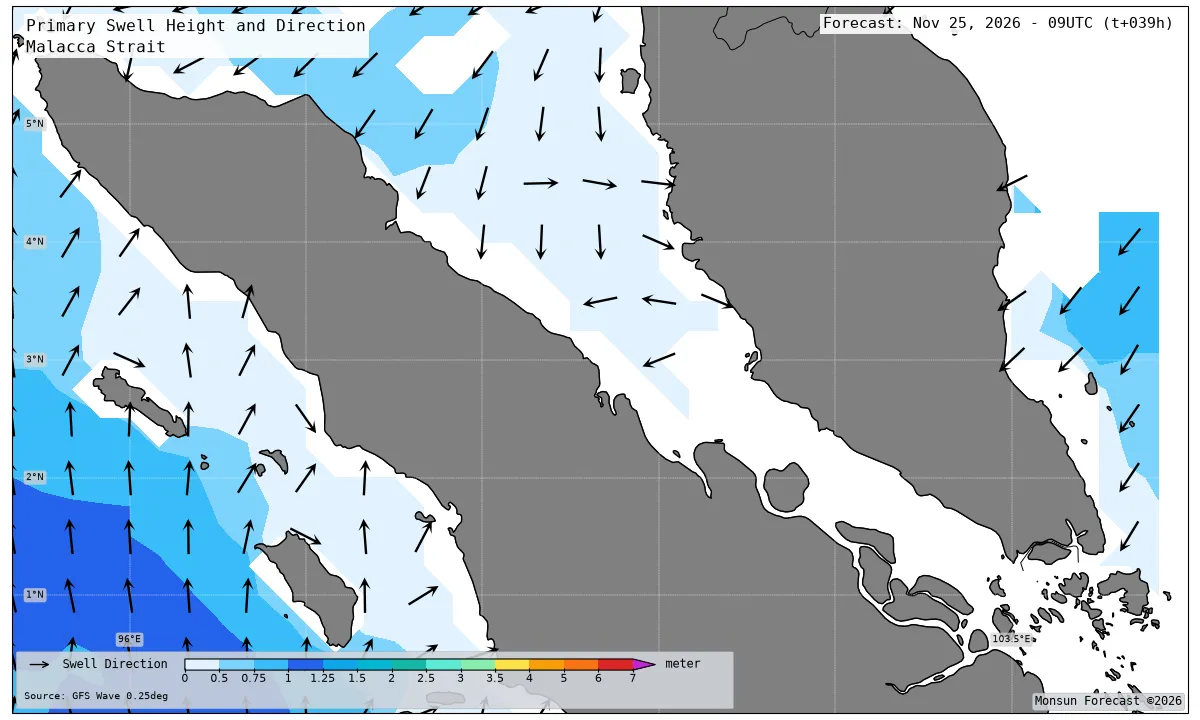 Primary Swell Height and Direction
Malacca Strait
Forecast: Nov 25, 2026 - 09UTC (t+039h)
5°N
4°N
3°N
2°N
1°N
96°E
103.5°E
Swell Direction
meter
0 0.5 0.75 1 1.25 1.5 2 2.5 3 3.5 4 5 6 7
Source: GFS Wave 0.25deg
Monsun Forecast ©2026